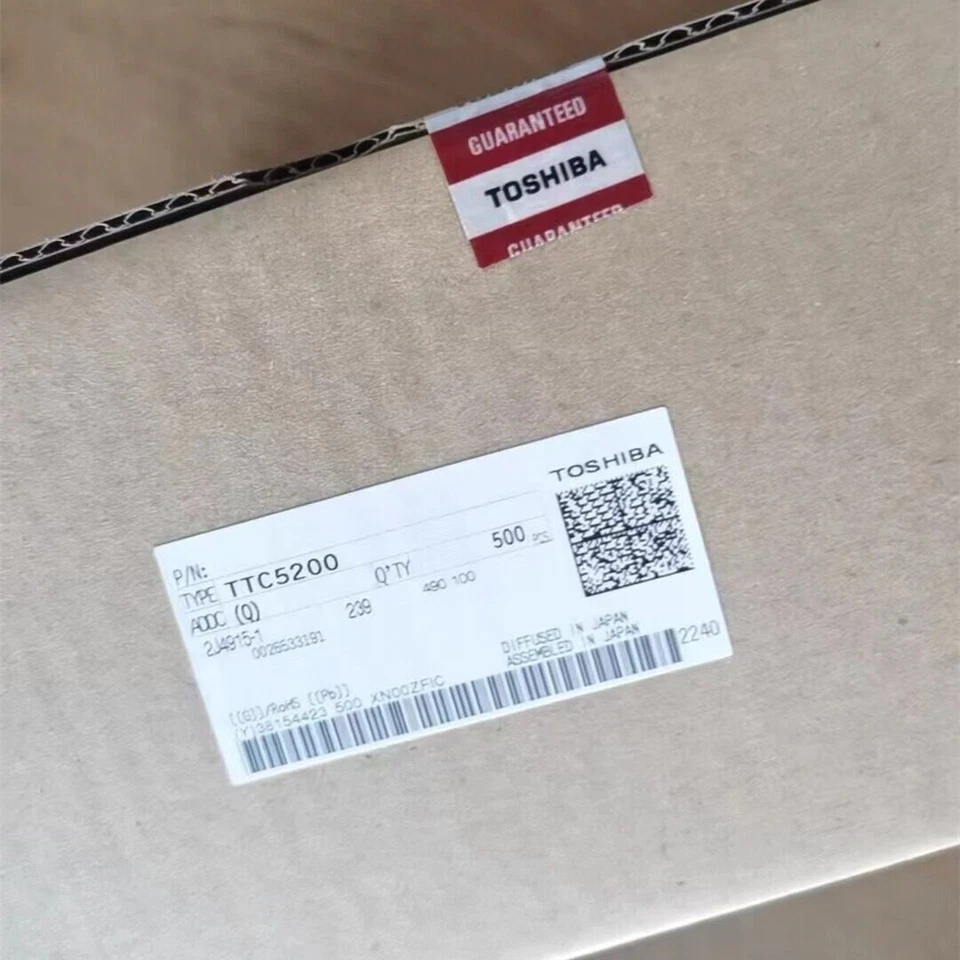 GUARANTEED
TOSHIBA
GUARANTEED
TOSHIBA
P/N:
TYPE TTC5200
ADDC (Q) Q'TY 500 PCS
2J4915-1 239 490 100
0026533191
DIFFUSED IN JAPAN
ASSEMBLED IN JAPAN
[[G]]/RoHS [[Pb]]
(Y)38154423 500 XN00ZFIC 2240